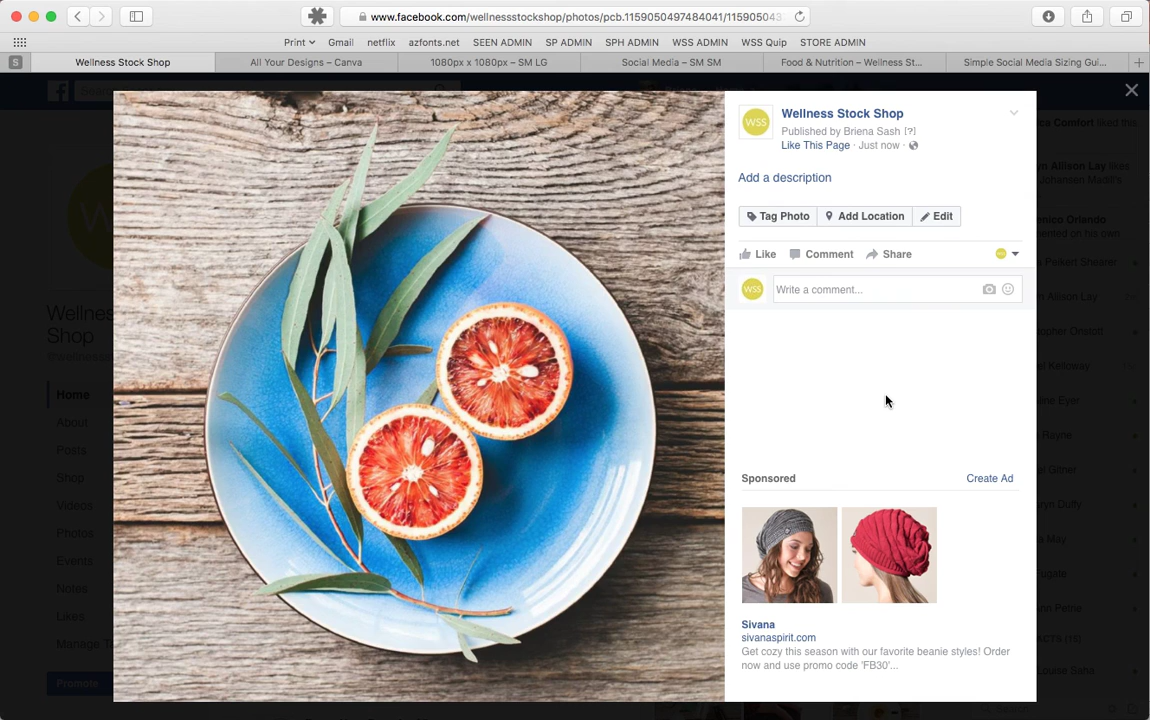 www.facebook.com/wellnessstockshop/photos/pcb.1159050497484041/115905043
Print Gmail netflix azfonts.net SEEN ADMIN SP ADMIN SPH ADMIN WSS ADMIN WSS Quip STORE ADMIN
S Wellness Stock Shop All Your Designs – Canva 1080px x 1080px – SM LG Social Media – SM SM Food & Nutrition – Wellness St... Simple Social Media Sizing Gui...
Wellness Stock Shop
Published by Briena Sash [?]
Like This Page · Just now ·
Add a description
Tag Photo Add Location Edit
Like Comment Share
WSS Write a comment...
Sponsored Create Ad
Sivana
sivanaspirit.com
Get cozy this season with our favorite beanie styles! Order
now and use promo code 'FB30'...
Shop
Home
About
Posts
Shop
Videos
Photos
Events
Notes
Likes
Promote